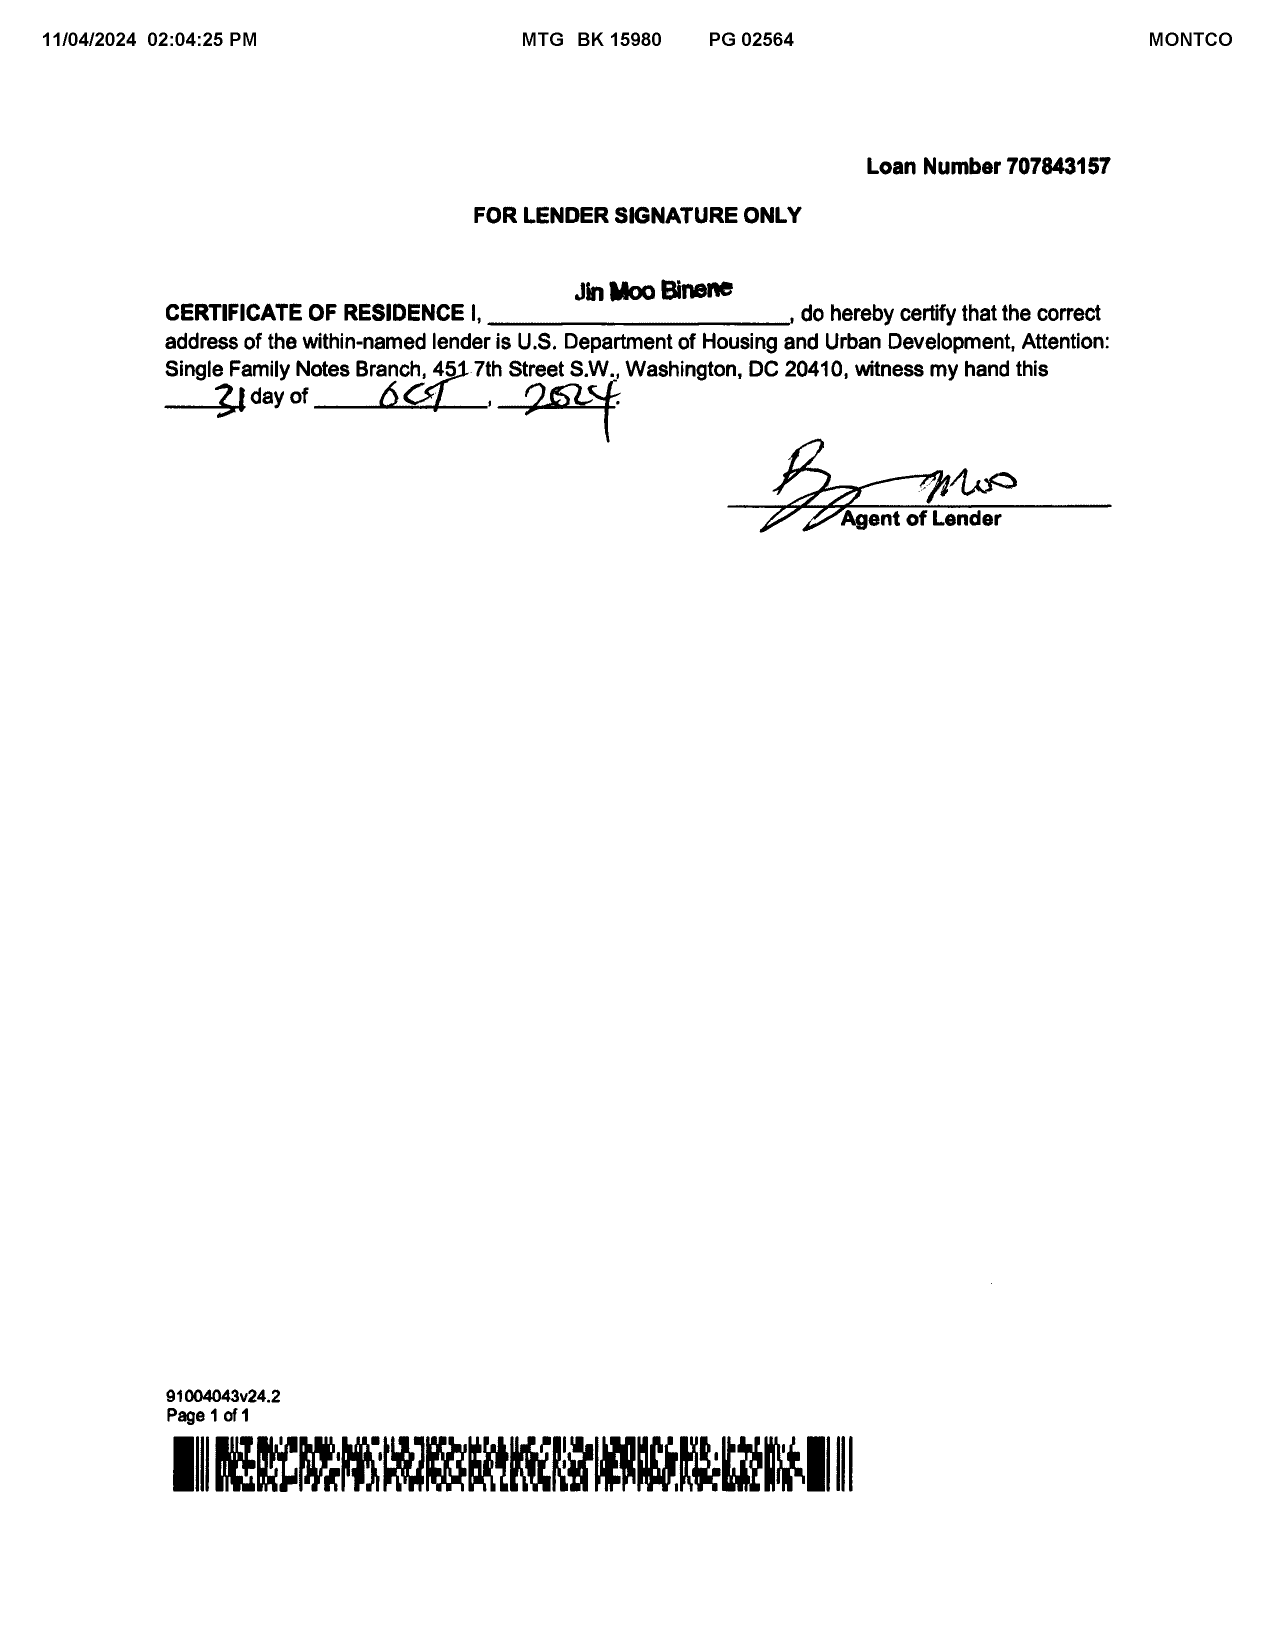 11/04/2024 02:04:25 PM MTG BK 15980 PG 02564 MONTCO
Loan Number 707843157
FOR LENDER SIGNATURE ONLY
Jin Moo Binene
CERTIFICATE OF RESIDENCE I, ____________________, do hereby certify that the correct
address of the within-named lender is U.S. Department of Housing and Urban Development, Attention:
Single Family Notes Branch, 451 7th Street S.W., Washington, DC 20410, witness my hand this
31 day of OCT, 2024.
Moo
Agent of Lender
91004043v24.2
Page 1 of 1